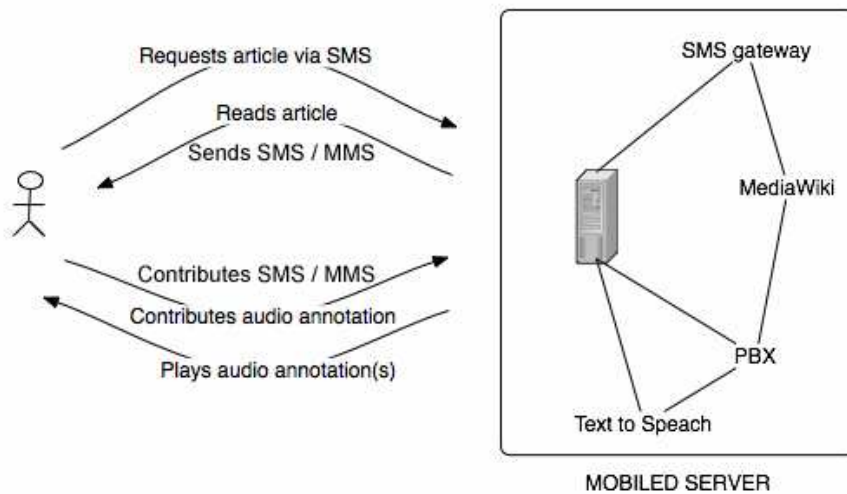 Requests article via SMS
Reads article
Sends SMS / MMS
Contributes SMS / MMS
Contributes audio annotation
Plays audio annotation(s)
SMS gateway
MediaWiki
PBX
Text to Speach
MOBILED SERVER